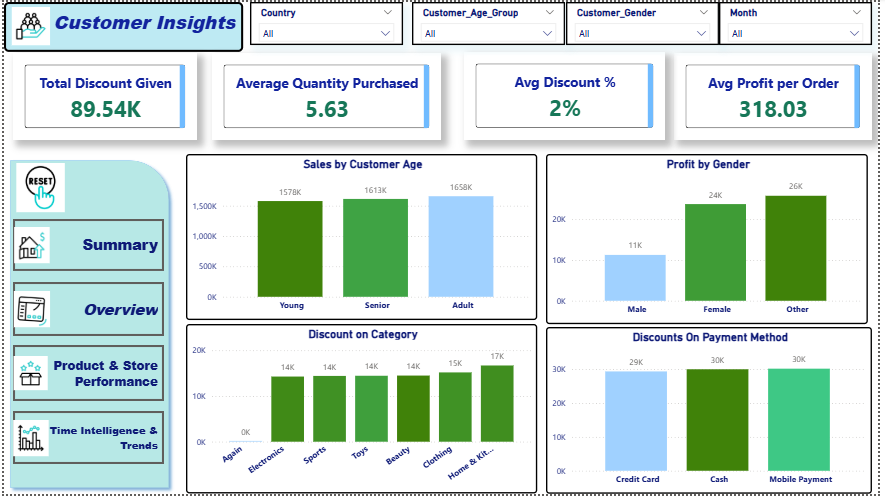 Customer Insights
Country
All
Customer_Age_Group
All
Customer_Gender
All
Month
All
Total Discount Given
89.54K
Average Quantity Purchased
5.63
Avg Discount %
2%
Avg Profit per Order
318.03
RESET
Summary
Overview
Product & Store
Performance
Time Intelligence &
Trends
Sales by Customer Age
1,500K
1,000K
500K
0K
1578K
1613K
1658K
Young
Senior
Adult
Profit by Gender
20K
10K
0K
11K
24K
26K
Male
Female
Other
Discount on Category
20K
10K
0K
0K
14K
14K
14K
14K
15K
17K
Again
Electronics
Sports
Toys
Beauty
Clothing
Home & Kit...
Discounts On Payment Method
30K
20K
10K
0K
29K
30K
30K
Credit Card
Cash
Mobile Payment